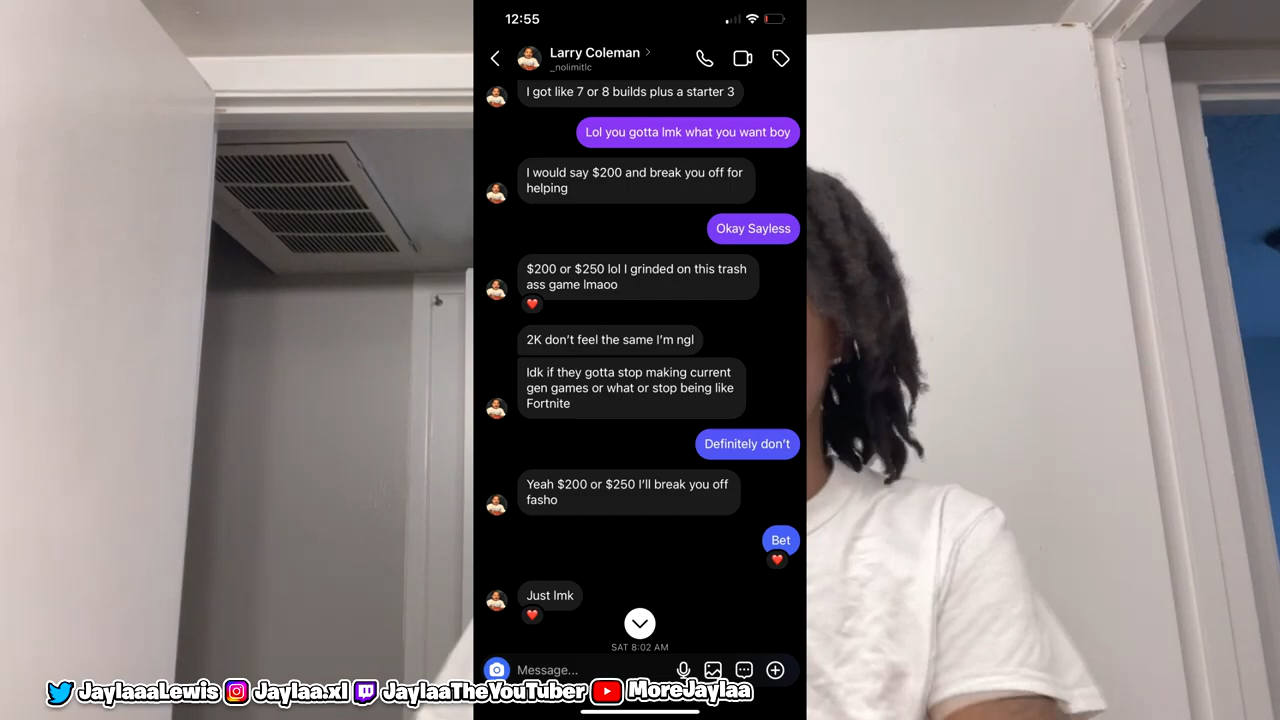 12:55
Larry Coleman
_nolimitlc
I got like 7 or 8 builds plus a starter 3
Lol you gotta lmk what you want boy
I would say $200 and break you off for
helping
Okay Sayless
$200 or $250 lol I grinded on this trash
ass game lmaoo
2K don't feel the same I'm ngl
Idk if they gotta stop making current
gen games or what or stop being like
Fortnite
Definitely don't
Yeah $200 or $250 I'll break you off
fasho
Bet
Just lmk
SAT 8:02 AM
Message...
JaylaaaLewis Jaylaa.xl JaylaaTheYouTuber MoreJaylaa